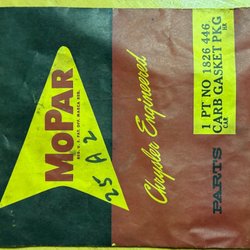 MOPAR
REG. U.S. PAT. OFF. MARCA REG.
25 A 2
Chrysler Engineered
PARTS
1 PT NO 1826 446
CARB GASKET PKG
CAR